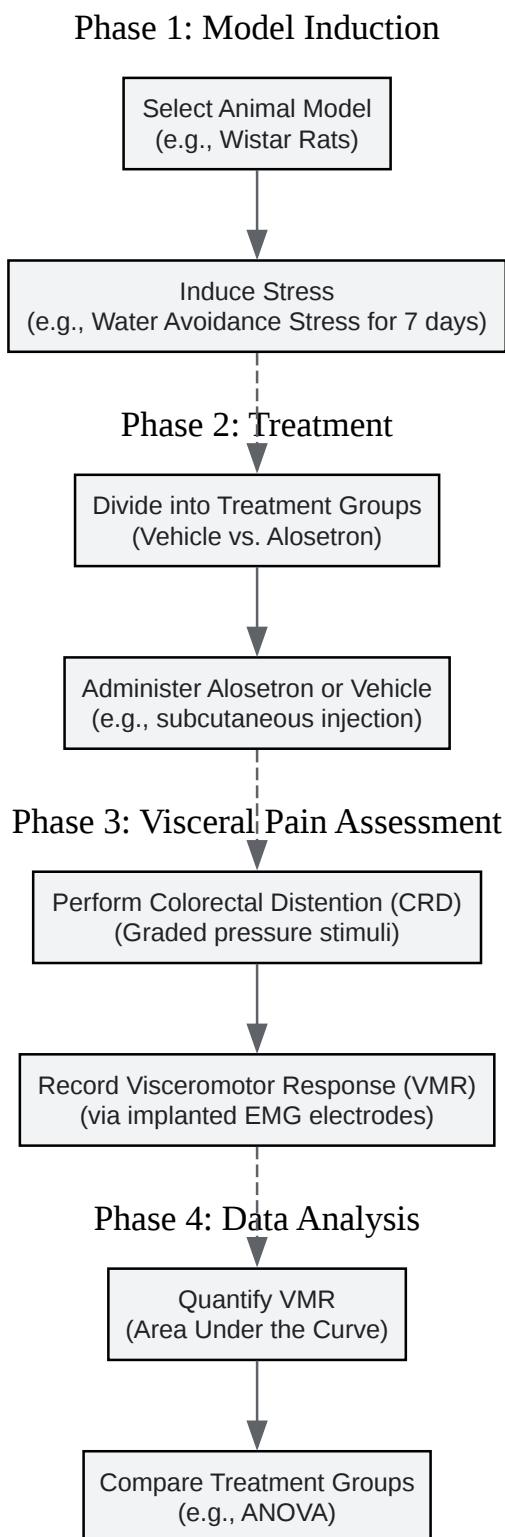 Phase 1: Model Induction
Select Animal Model
(e.g., Wistar Rats)
Induce Stress
(e.g., Water Avoidance Stress for 7 days)
Phase 2: Treatment
Divide into Treatment Groups
(Vehicle vs. Alosetron)
Administer Alosetron or Vehicle
(e.g., subcutaneous injection)
Phase 3: Visceral Pain Assessment
Perform Colorectal Distention (CRD)
(Graded pressure stimuli)
Record Visceromotor Response (VMR)
(via implanted EMG electrodes)
Phase 4: Data Analysis
Quantify VMR
(Area Under the Curve)
Compare Treatment Groups
(e.g., ANOVA)